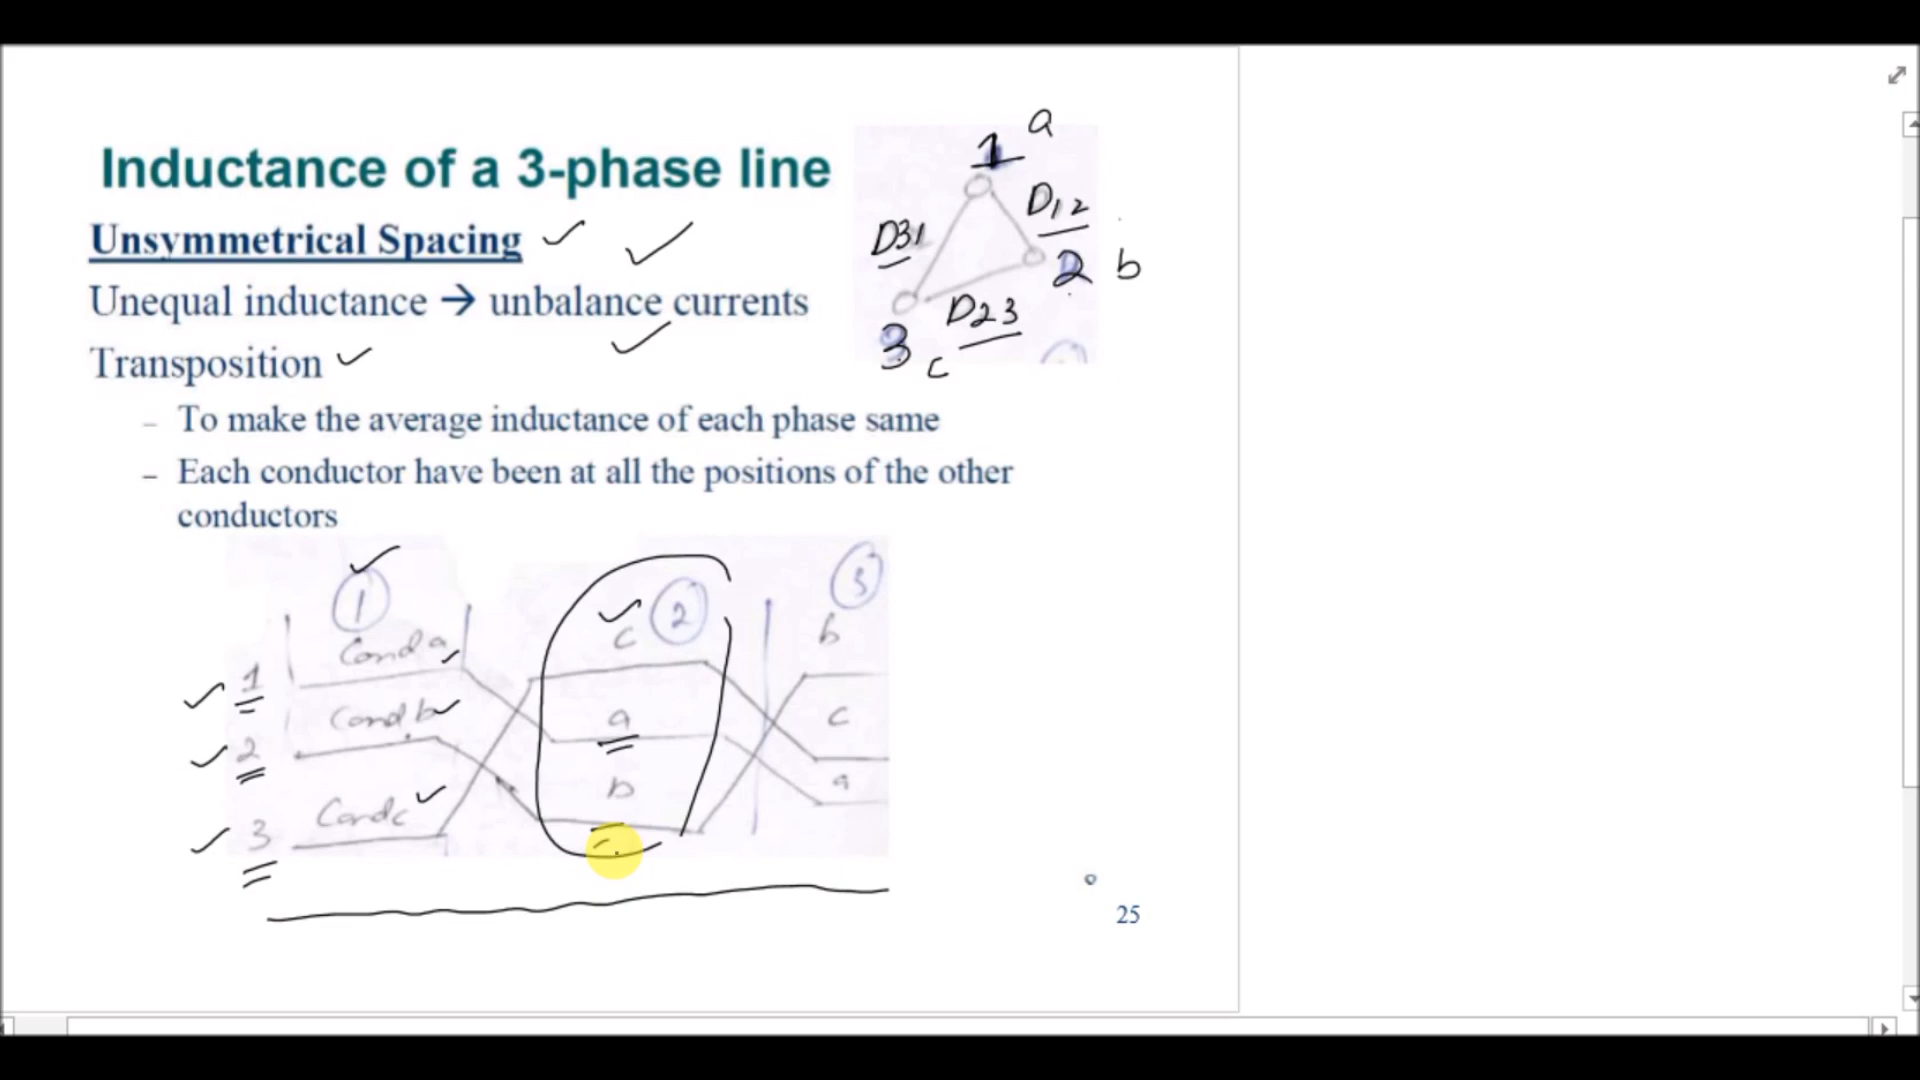 Inductance of a 3-phase line
Unsymmetrical Spacing
Unequal inductance → unbalance currents
Transposition
– To make the average inductance of each phase same
– Each conductor have been at all the positions of the other
conductors
a
1
D12
D31
2 b
D23
3 c
1
2
3
Cond a
c
b
1
Cond b
a
c
2
Cond c
b
a
3
25